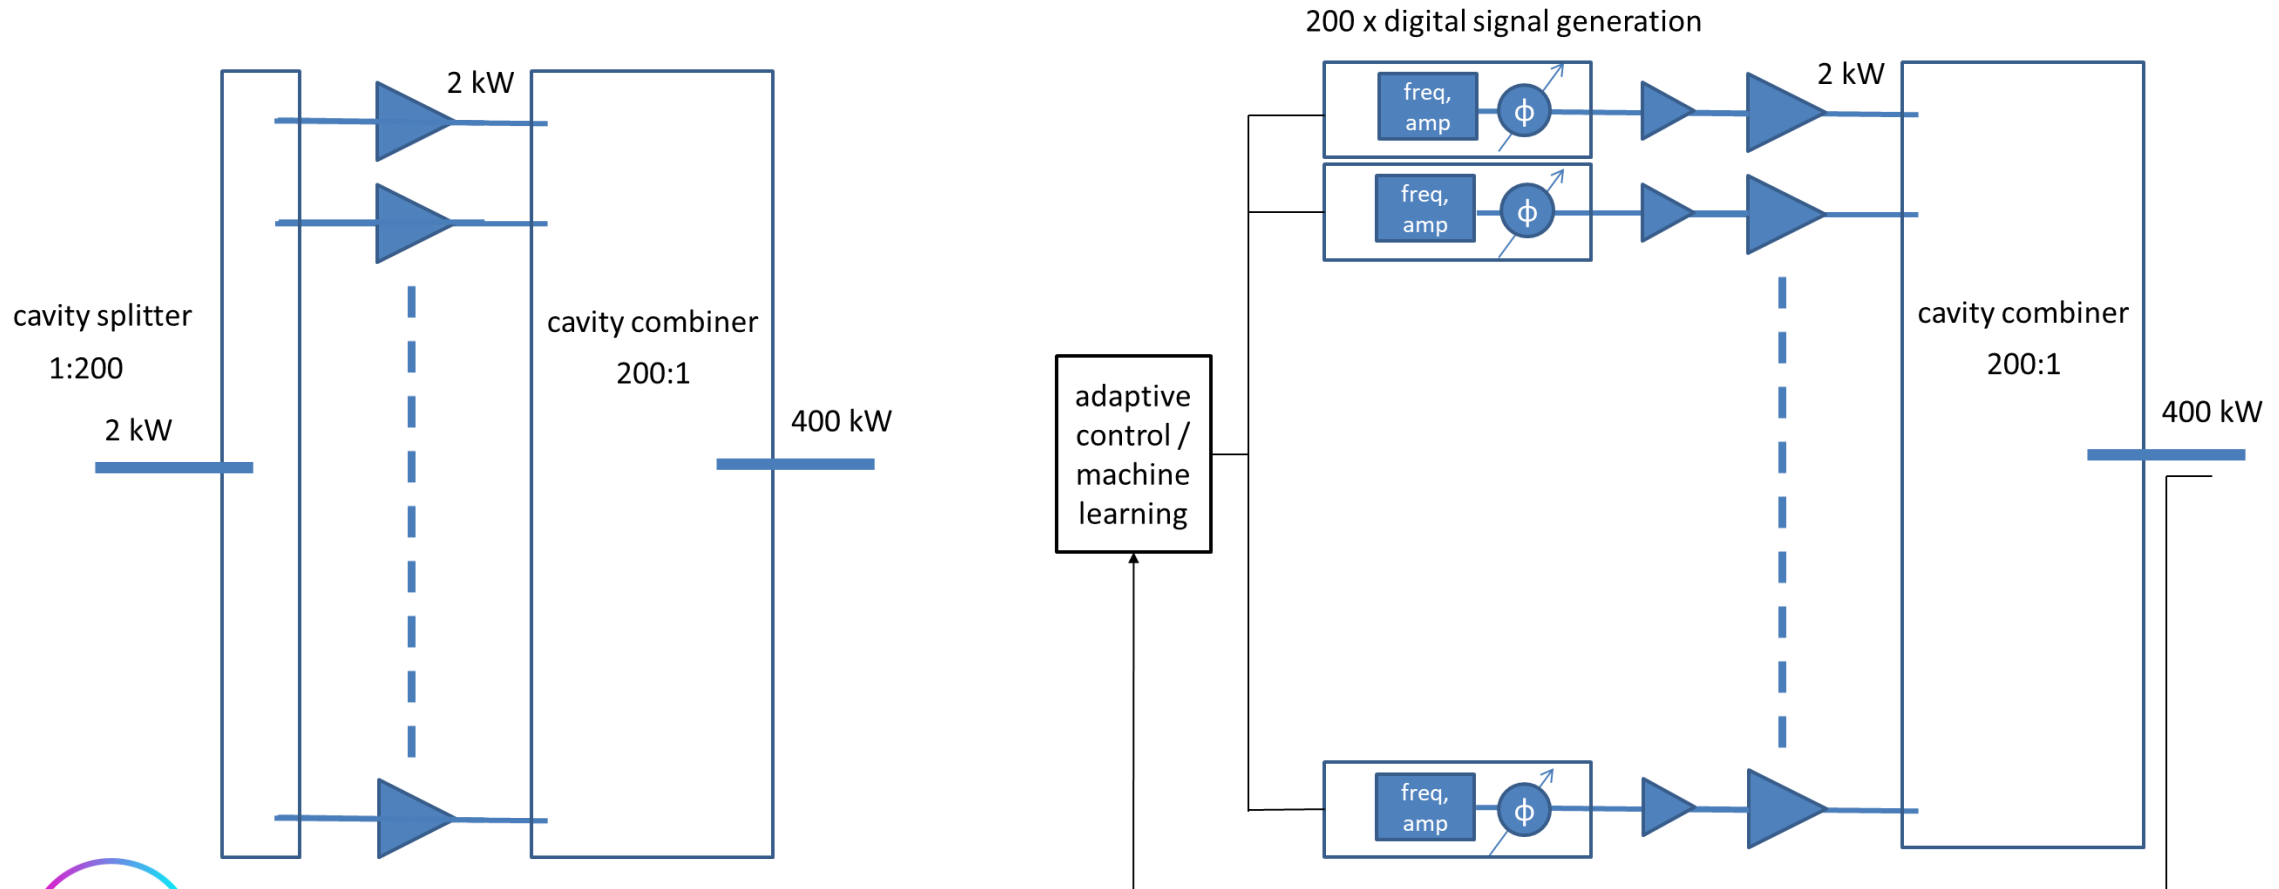 2 kW
cavity splitter
1:200
2 kW
cavity combiner
200:1
400 kW
200 x digital signal generation
freq,
amp
ϕ
2 kW
freq,
amp
ϕ
adaptive
control /
machine
learning
cavity combiner
200:1
400 kW
freq,
amp
ϕ